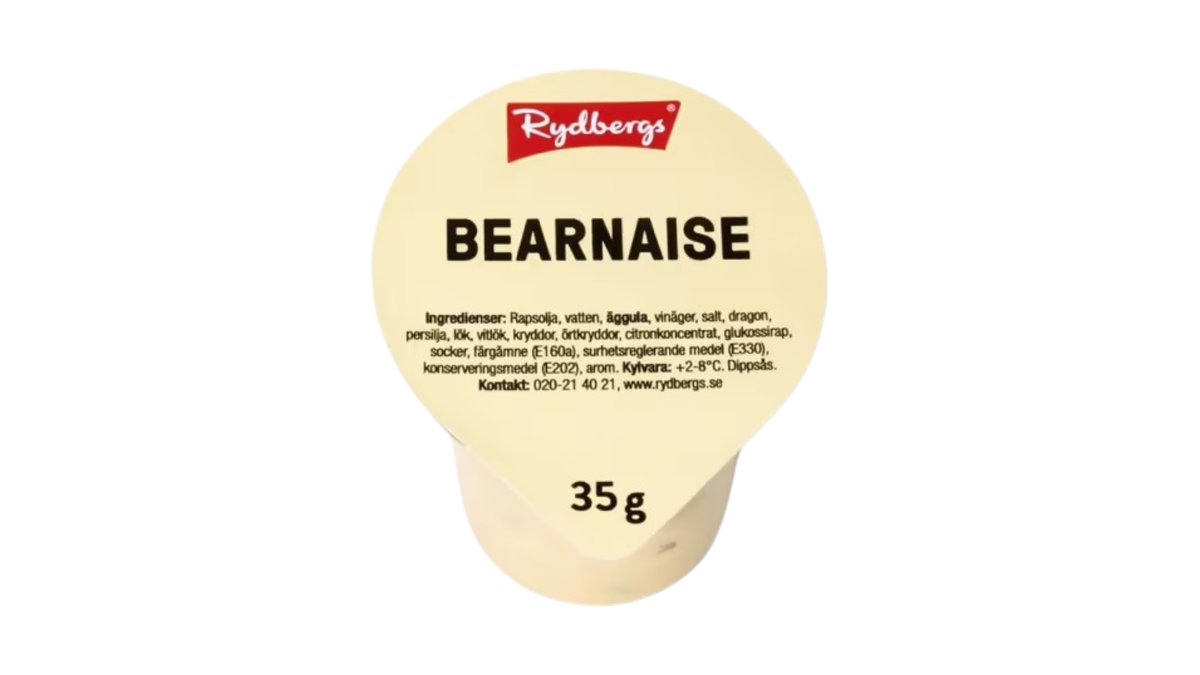 Rydbergs®
BEARNAISE
Ingredienser: Rapsolja, vatten, äggula, vinäger, salt, dragon,
persilja, lök, vitlök, kryddor, örtkryddor, citronkoncentrat, glukossirap,
socker, färgämne (E160a), surhetsreglerande medel (E330),
konserveringsmedel (E202), arom. Kylvara: +2-8°C. Dippsås.
Kontakt: 020-21 40 21, www.rydbergs.se
35 g